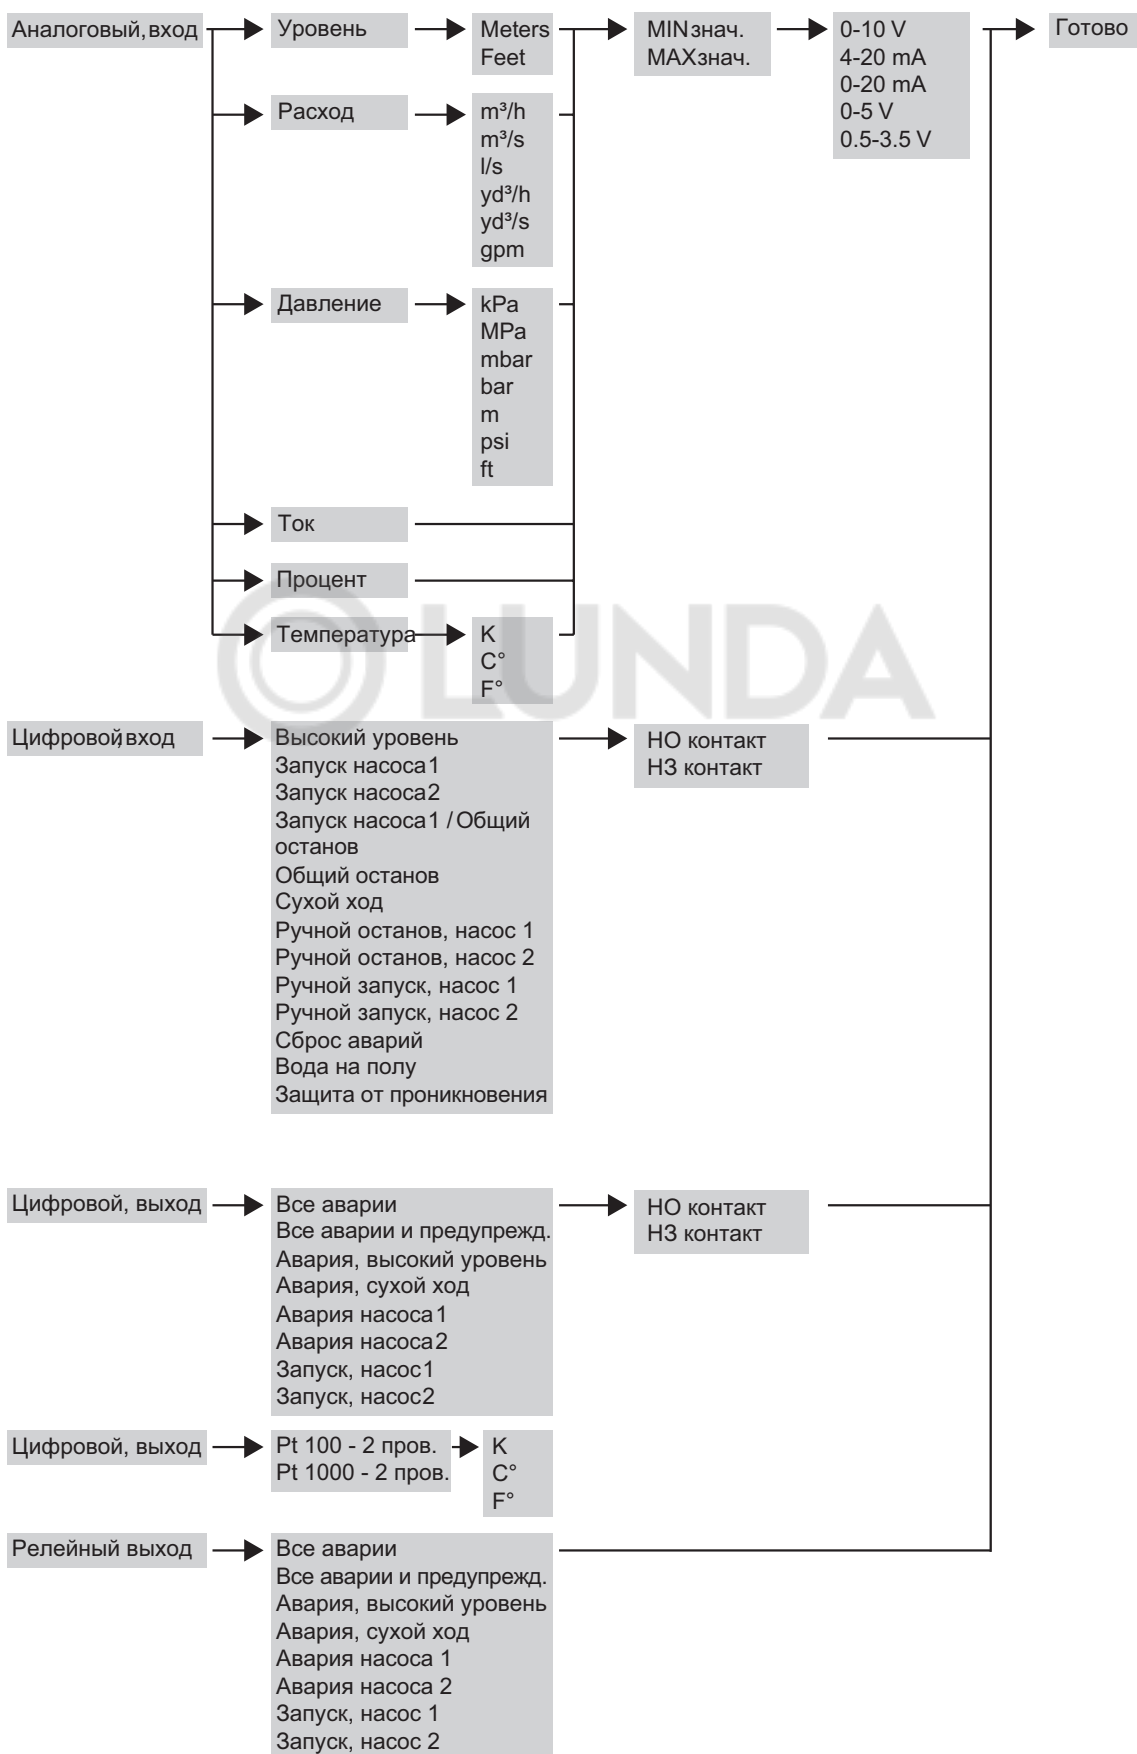 Аналоговый, вход
Уровень
Meters
Feet
MIN знач.
MAX знач.
0-10 V
4-20 mA
0-20 mA
0-5 V
0.5-3.5 V
Готово
Расход
m³/h
m³/s
l/s
yd³/h
yd³/s
gpm
Давление
kPa
MPa
mbar
bar
m
psi
ft
Ток
Процент
Температура
K
C°
F°
LUNDA
Цифровой, вход
Высокий уровень
Запуск насоса 1
Запуск насоса 2
Запуск насоса 1 / Общий
останов
Общий останов
Сухой ход
Ручной останов, насос 1
Ручной останов, насос 2
Ручной запуск, насос 1
Ручной запуск, насос 2
Сброс аварий
Вода на полу
Защита от проникновения
НО контакт
НЗ контакт
Цифровой, выход
Все аварии
Все аварии и предупрежд.
Авария, высокий уровень
Авария, сухой ход
Авария насоса 1
Авария насоса 2
Запуск, насос 1
Запуск, насос 2
НО контакт
НЗ контакт
Цифровой, выход
Pt 100 - 2 пров.
Pt 1000 - 2 пров.
K
C°
F°
Релейный выход
Все аварии
Все аварии и предупрежд.
Авария, высокий уровень
Авария, сухой ход
Авария насоса 1
Авария насоса 2
Запуск, насос 1
Запуск, насос 2